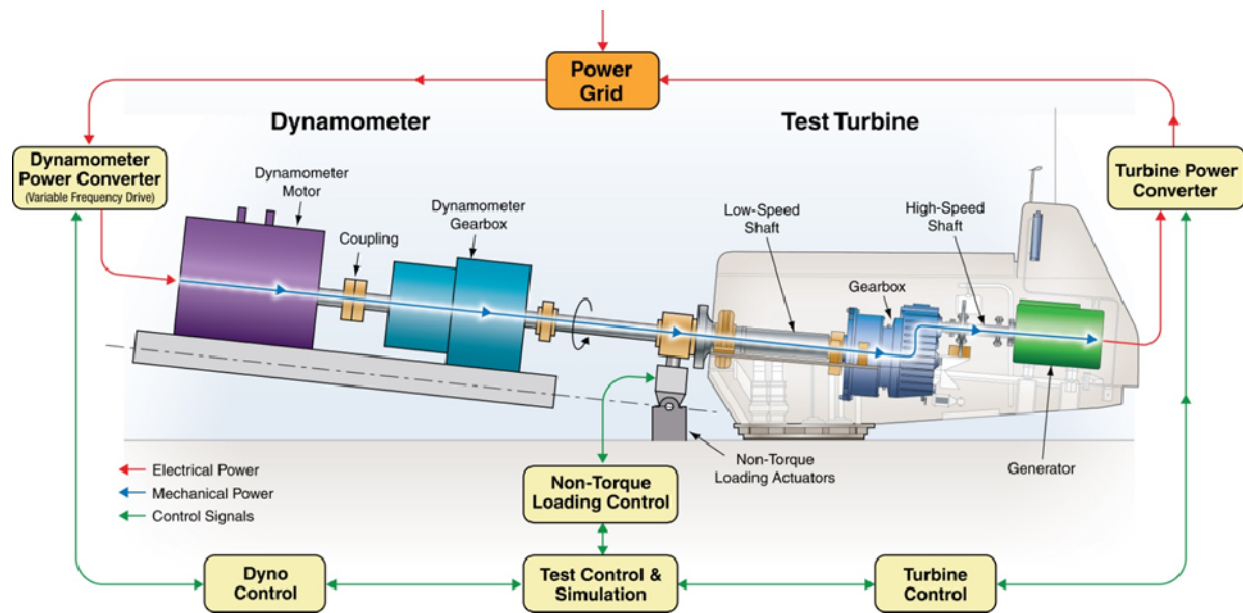 Power
Grid
Dynamometer
Test Turbine
Dynamometer
Power Converter
(Variable Frequency Drive)
Turbine Power
Converter
Dynamometer
Motor
Dynamometer
Gearbox
Coupling
Low-Speed
Shaft
High-Speed
Shaft
Gearbox
Non-Torque
Loading Actuators
Generator
Electrical Power
Mechanical Power
Control Signals
Non-Torque
Loading Control
Dyno
Control
Test Control &
Simulation
Turbine
Control